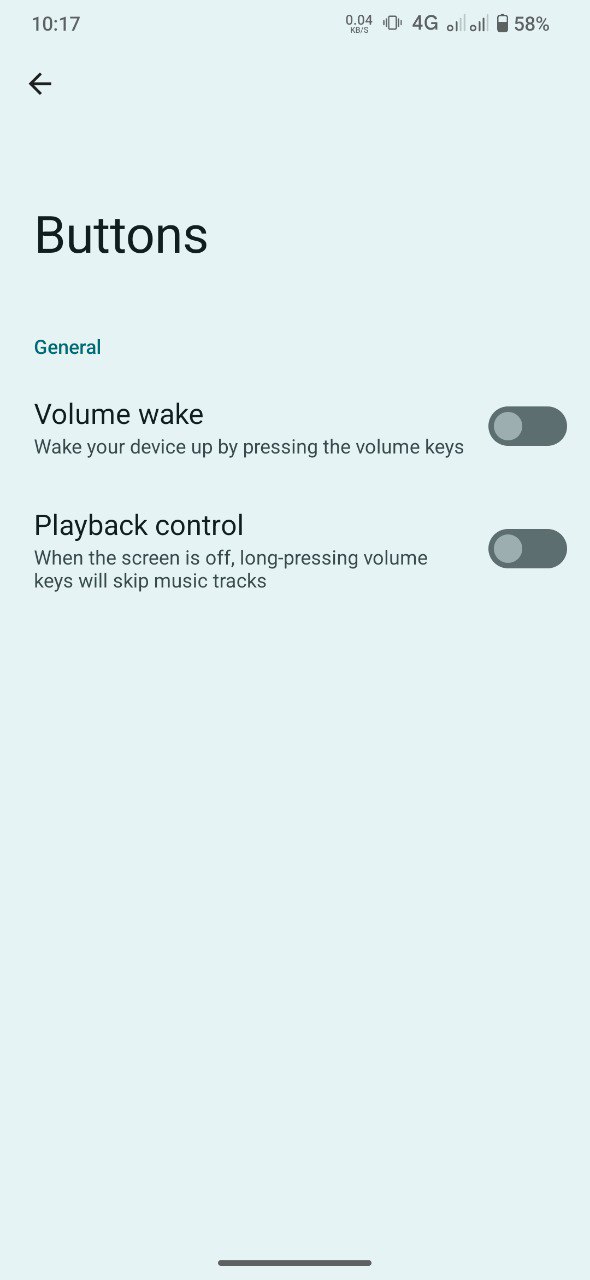 10:17 0.04 KB/S 4G 58%
Buttons
General
Volume wake
Wake your device up by pressing the volume keys
Playback control
When the screen is off, long-pressing volume
keys will skip music tracks